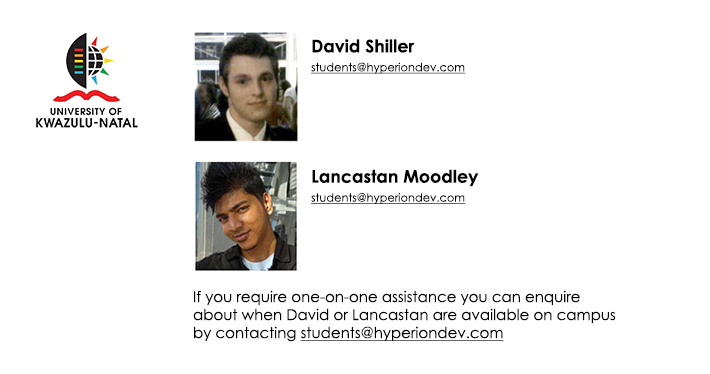 UNIVERSITY OF
KWAZULU-NATAL
David Shiller
students@hyperiondev.com
Lancastan Moodley
students@hyperiondev.com
If you require one-on-one assistance you can enquire
about when David or Lancastan are available on campus
by contacting students@hyperiondev.com